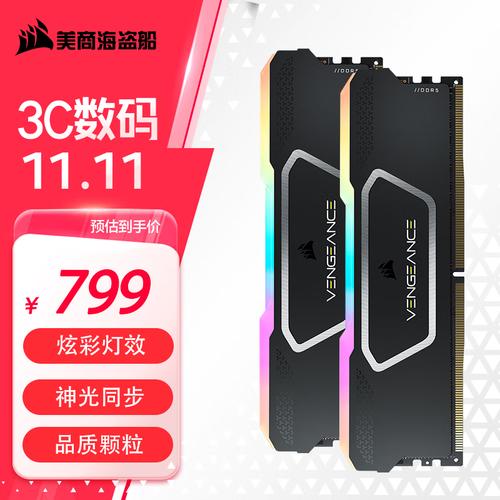 美商海盗船
3C数码
11.11
预估到手价
¥ 799
炫彩灯效
神光同步
品质颗粒
//DDR5
VENGEANCE
//DDR5
VENGEANCE